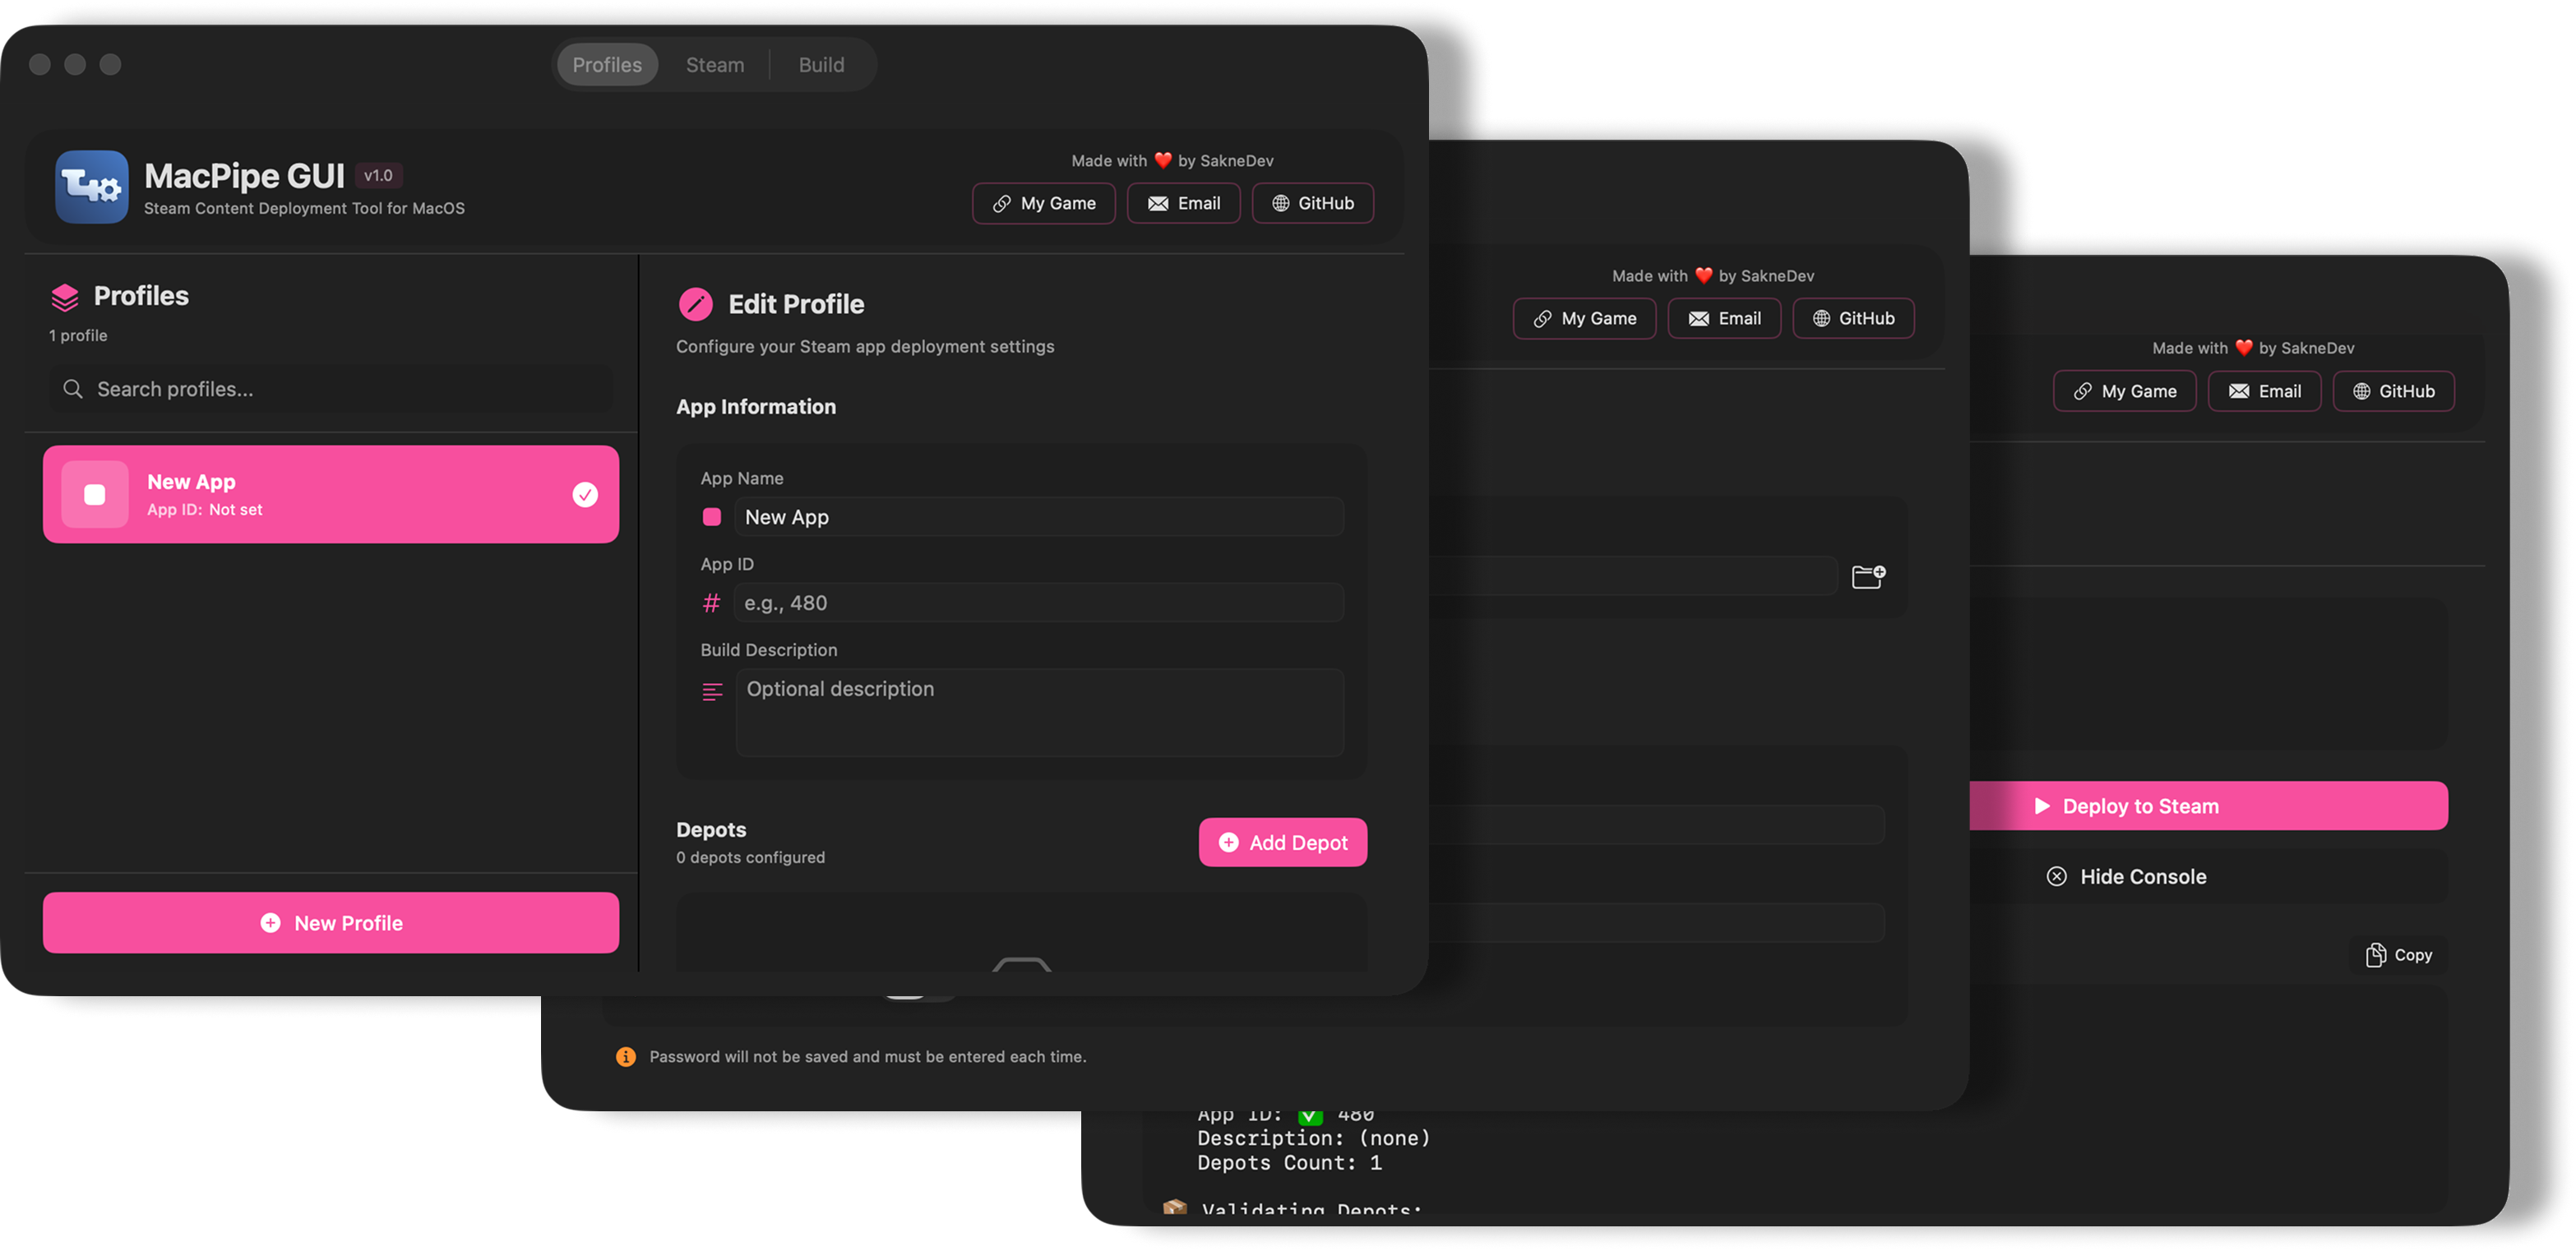 Profiles Steam Build
MacPipe GUI v1.0
Steam Content Deployment Tool for MacOS
Made with ❤️ by SakneDev
My Game Email GitHub
Profiles
1 profile
Search profiles...
New App
App ID: Not set
New Profile
Edit Profile
Configure your Steam app deployment settings
App Information
App Name
New App
App ID
e.g., 480
Build Description
Optional description
Depots
0 depots configured
Add Depot
Made with ❤️ by SakneDev
My Game Email GitHub
Password will not be saved and must be entered each time.
Made with ❤️ by SakneDev
My Game Email GitHub
Deploy to Steam
Hide Console
Copy
App ID: ✅ 480
Description: (none)
Depots Count: 1
📦 Validating Depots: